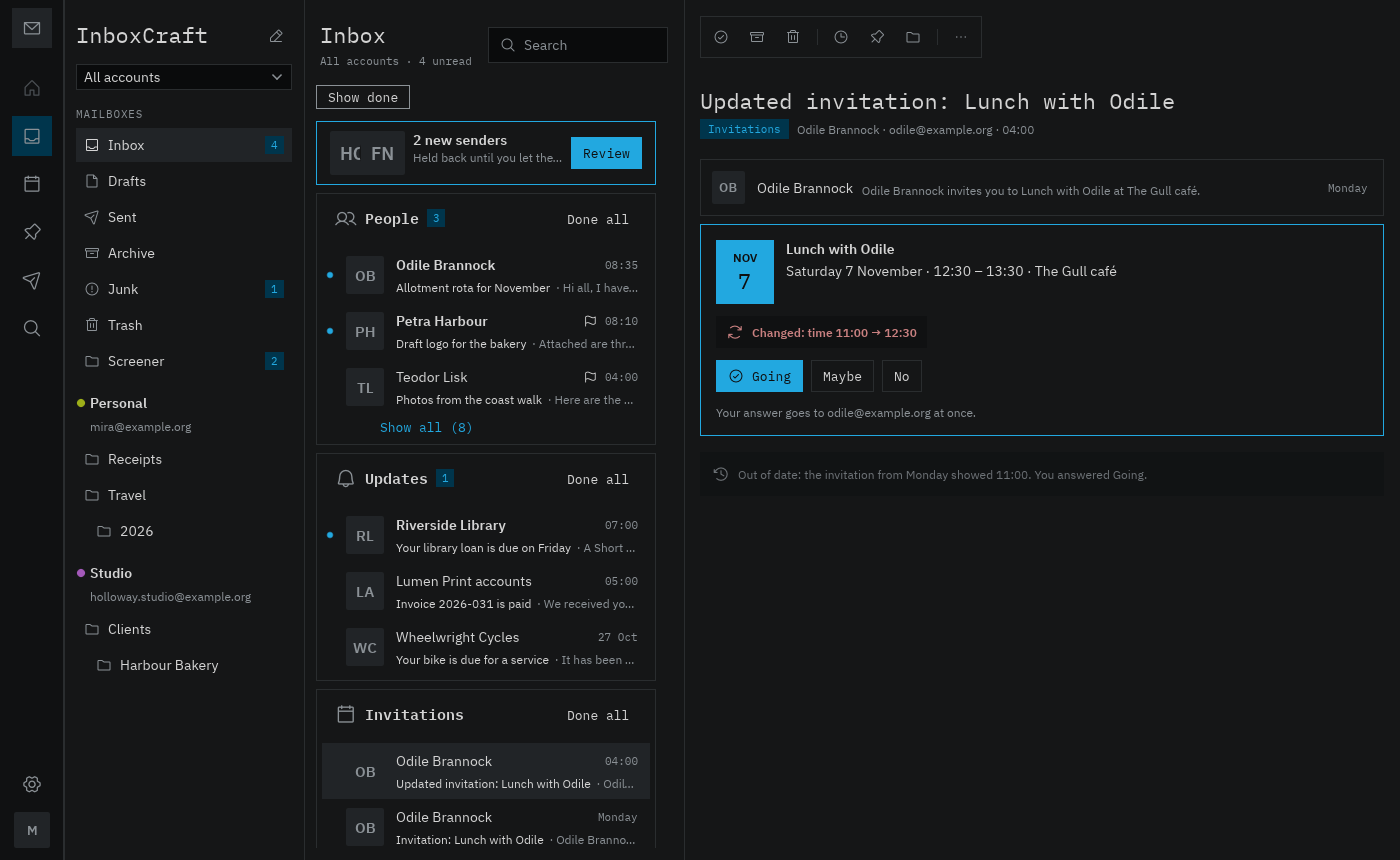 InboxCraft
All accounts
MAILBOXES
Inbox 4
Drafts
Sent
Archive
Junk 1
Trash
Screener 2
Personal
mira@example.org
Receipts
Travel
2026
Studio
holloway.studio@example.org
Clients
Harbour Bakery
M
Inbox
All accounts · 4 unread
Search
Show done
FN
2 new senders
Held back until you let the…
Review
People 3 Done all
OB Odile Brannock 08:35
Allotment rota for November · Hi all, I have…
PH Petra Harbour 08:10
Draft logo for the bakery · Attached are thr…
TL Teodor Lisk 04:00
Photos from the coast walk · Here are the …
Show all (8)
Updates 1 Done all
RL Riverside Library 07:00
Your library loan is due on Friday · A Short …
LA Lumen Print accounts 05:00
Invoice 2026-031 is paid · We received yo…
WC Wheelwright Cycles 27 Oct
Your bike is due for a service · It has been …
Invitations Done all
OB Odile Brannock 04:00
Updated invitation: Lunch with Odile · Odil…
OB Odile Brannock Monday
Invitation: Lunch with Odile · Odile Branno…
Updated invitation: Lunch with Odile
Invitations Odile Brannock · odile@example.org · 04:00
OB Odile Brannock Odile Brannock invites you to Lunch with Odile at The Gull café. Monday
NOV
7
Lunch with Odile
Saturday 7 November · 12:30 – 13:30 · The Gull café
Changed: time 11:00 → 12:30
Going Maybe No
Your answer goes to odile@example.org at once.
Out of date: the invitation from Monday showed 11:00. You answered Going.